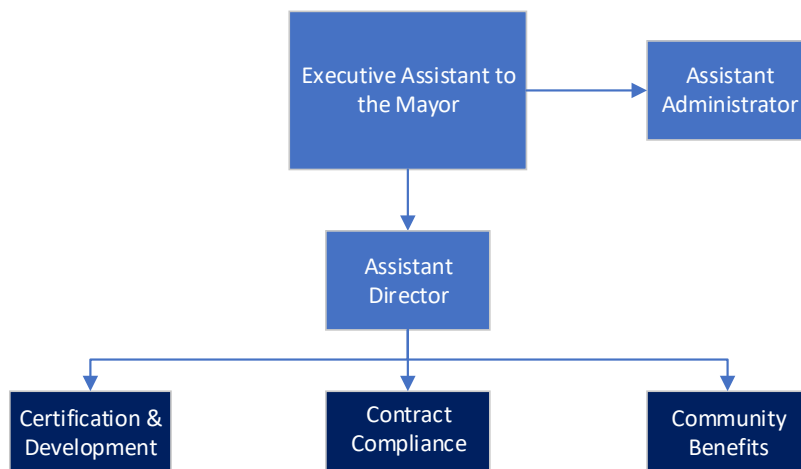 Executive Assistant to
the Mayor
Assistant
Administrator
Assistant
Director
Certification &
Development
Contract
Compliance
Community
Benefits